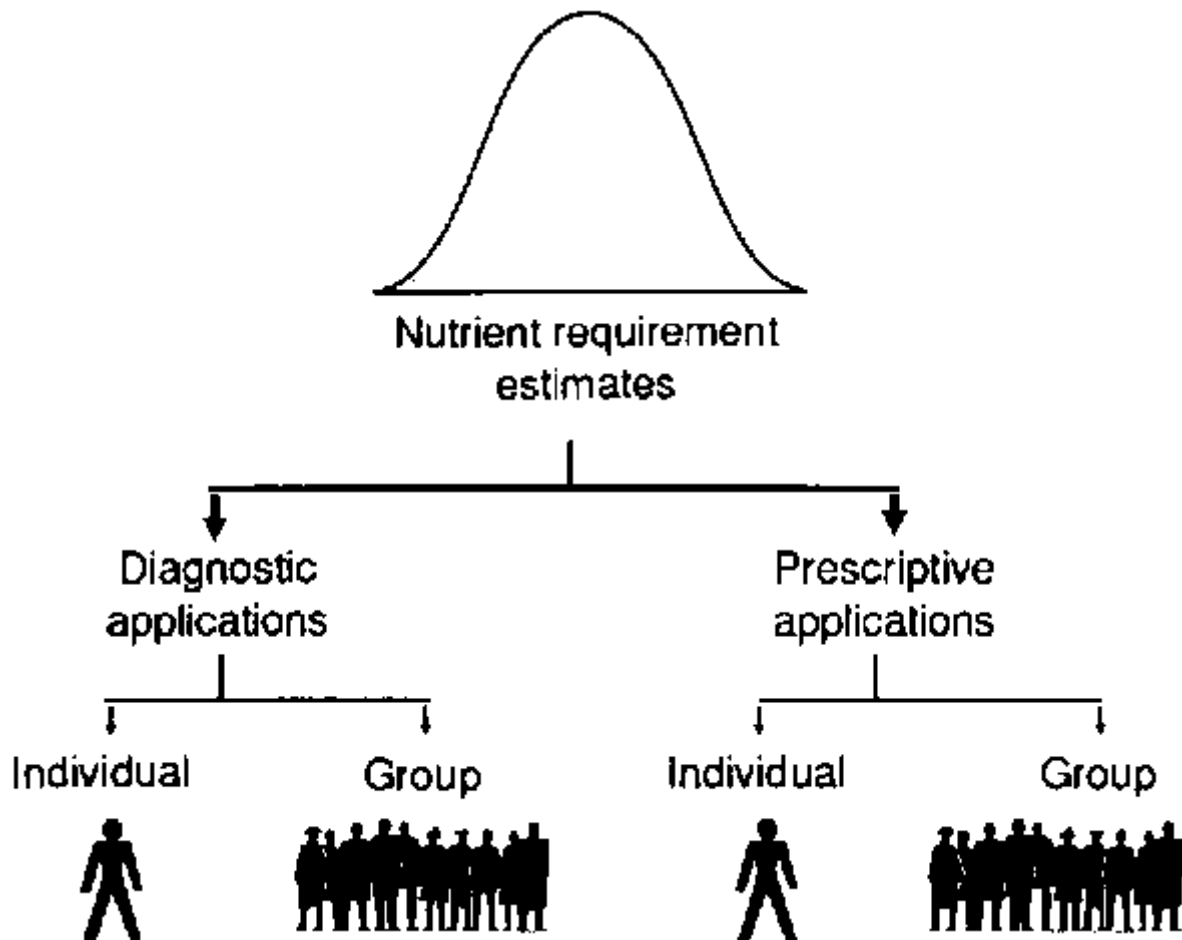 Nutrient requirement
estimates
Diagnostic
applications
Prescriptive
applications
Individual
Group
Individual
Group